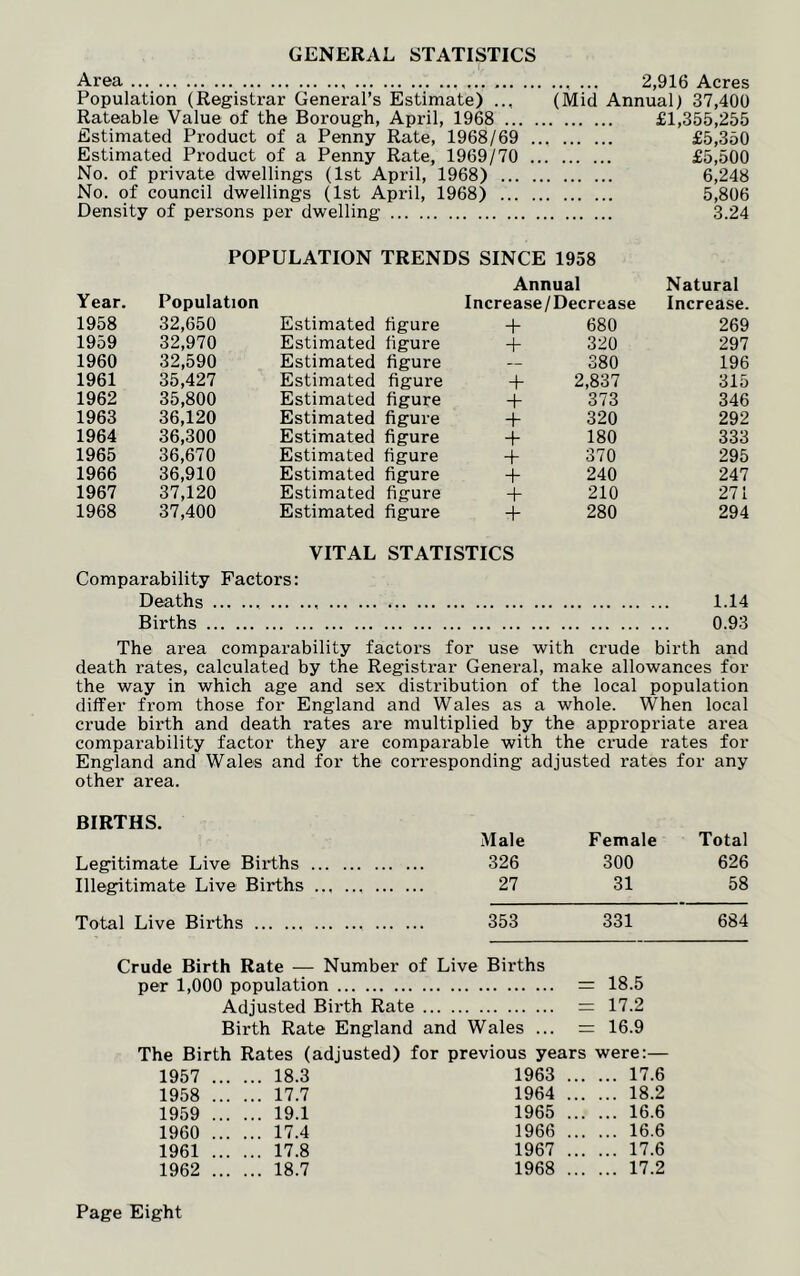 GENERAL STATISTICS
Area ... ... ... ... ... ... ... ... ... ... ... ... ... ... ... ... 2,916 Acres
Population (Registrar General's Estimate) ... (Mid Annual) 37,400
Rateable Value of the Borough, April, 1968 ... ... ... ... £1,355,255
Estimated Product of a Penny Rate, 1968/69 ... ... ... £5,350
Estimated Product of a Penny Rate, 1969/70 ... ... ... £5,500
No. of private dwellings (1st April, 1968) ... ... ... ... 6,248
No. of council dwellings (1st April, 1968) ... ... ... ... 5,806
Density of persons per dwelling ... ... ... ... ... ... ... ... 3.24
POPULATION TRENDS SINCE 1958
Annual Natural
Year. Population Increase/Decrease Increase.
1958 32,650 Estimated figure + 680 269
1959 32,970 Estimated figure + 320 297
1960 32,590 Estimated figure — 380 196
1961 35,427 Estimated figure + 2,837 315
1962 35,800 Estimated figure + 373 346
1963 36,120 Estimated figure + 320 292
1964 36,300 Estimated figure + 180 333
1965 36,670 Estimated figure + 370 295
1966 36,910 Estimated figure + 240 247
1967 37,120 Estimated figure + 210 271
1968 37,400 Estimated figure + 280 294
VITAL STATISTICS
Comparability Factors:
Deaths ... ... ... ... ... ... ... ... ... ... ... ... ... ... ... 1.14
Births ... ... ... ... ... ... ... ... ... ... ... ... ... ... ... 0.93
The area comparability factors for use with crude birth and
death rates, calculated by the Registrar General, make allowances for
the way in which age and sex distribution of the local population
differ from those for England and Wales as a whole. When local
crude birth and death rates are multiplied by the appropriate area
comparability factor they are comparable with the crude rates for
England and Wales and for the corresponding adjusted rates for any
other area.
BIRTHS.
Male Female Total
Legitimate Live Births ... ... ... ... 326 300 626
Illegitimate Live Births ... ... ... ... 27 31 58
Total Live Births ... ... ... ... ... ... 353 331 684
Crude Birth Rate — Number of Live Births
per 1,000 population ... ... ... ... ... ... ... = 18.5
Adjusted Birth Rate ... ... ... ... ... = 17.2
Birth Rate England and Wales ... = 16.9
The Birth Rates (adjusted) for previous years were:—
1957 ... ... 18.3 1963 ... ... 17.6
1958 ... ... 17.7 1964 ... ... 18.2
1959 ... ... 19.1 1965 ... ... 16.6
1960 ... ... 17.4 1966 ... ... 16.6
1961 ... ... 17.8 1967 ... ... 17.6
1962 ... ... 18.7 1968 ... ... 17.2
Page Eight